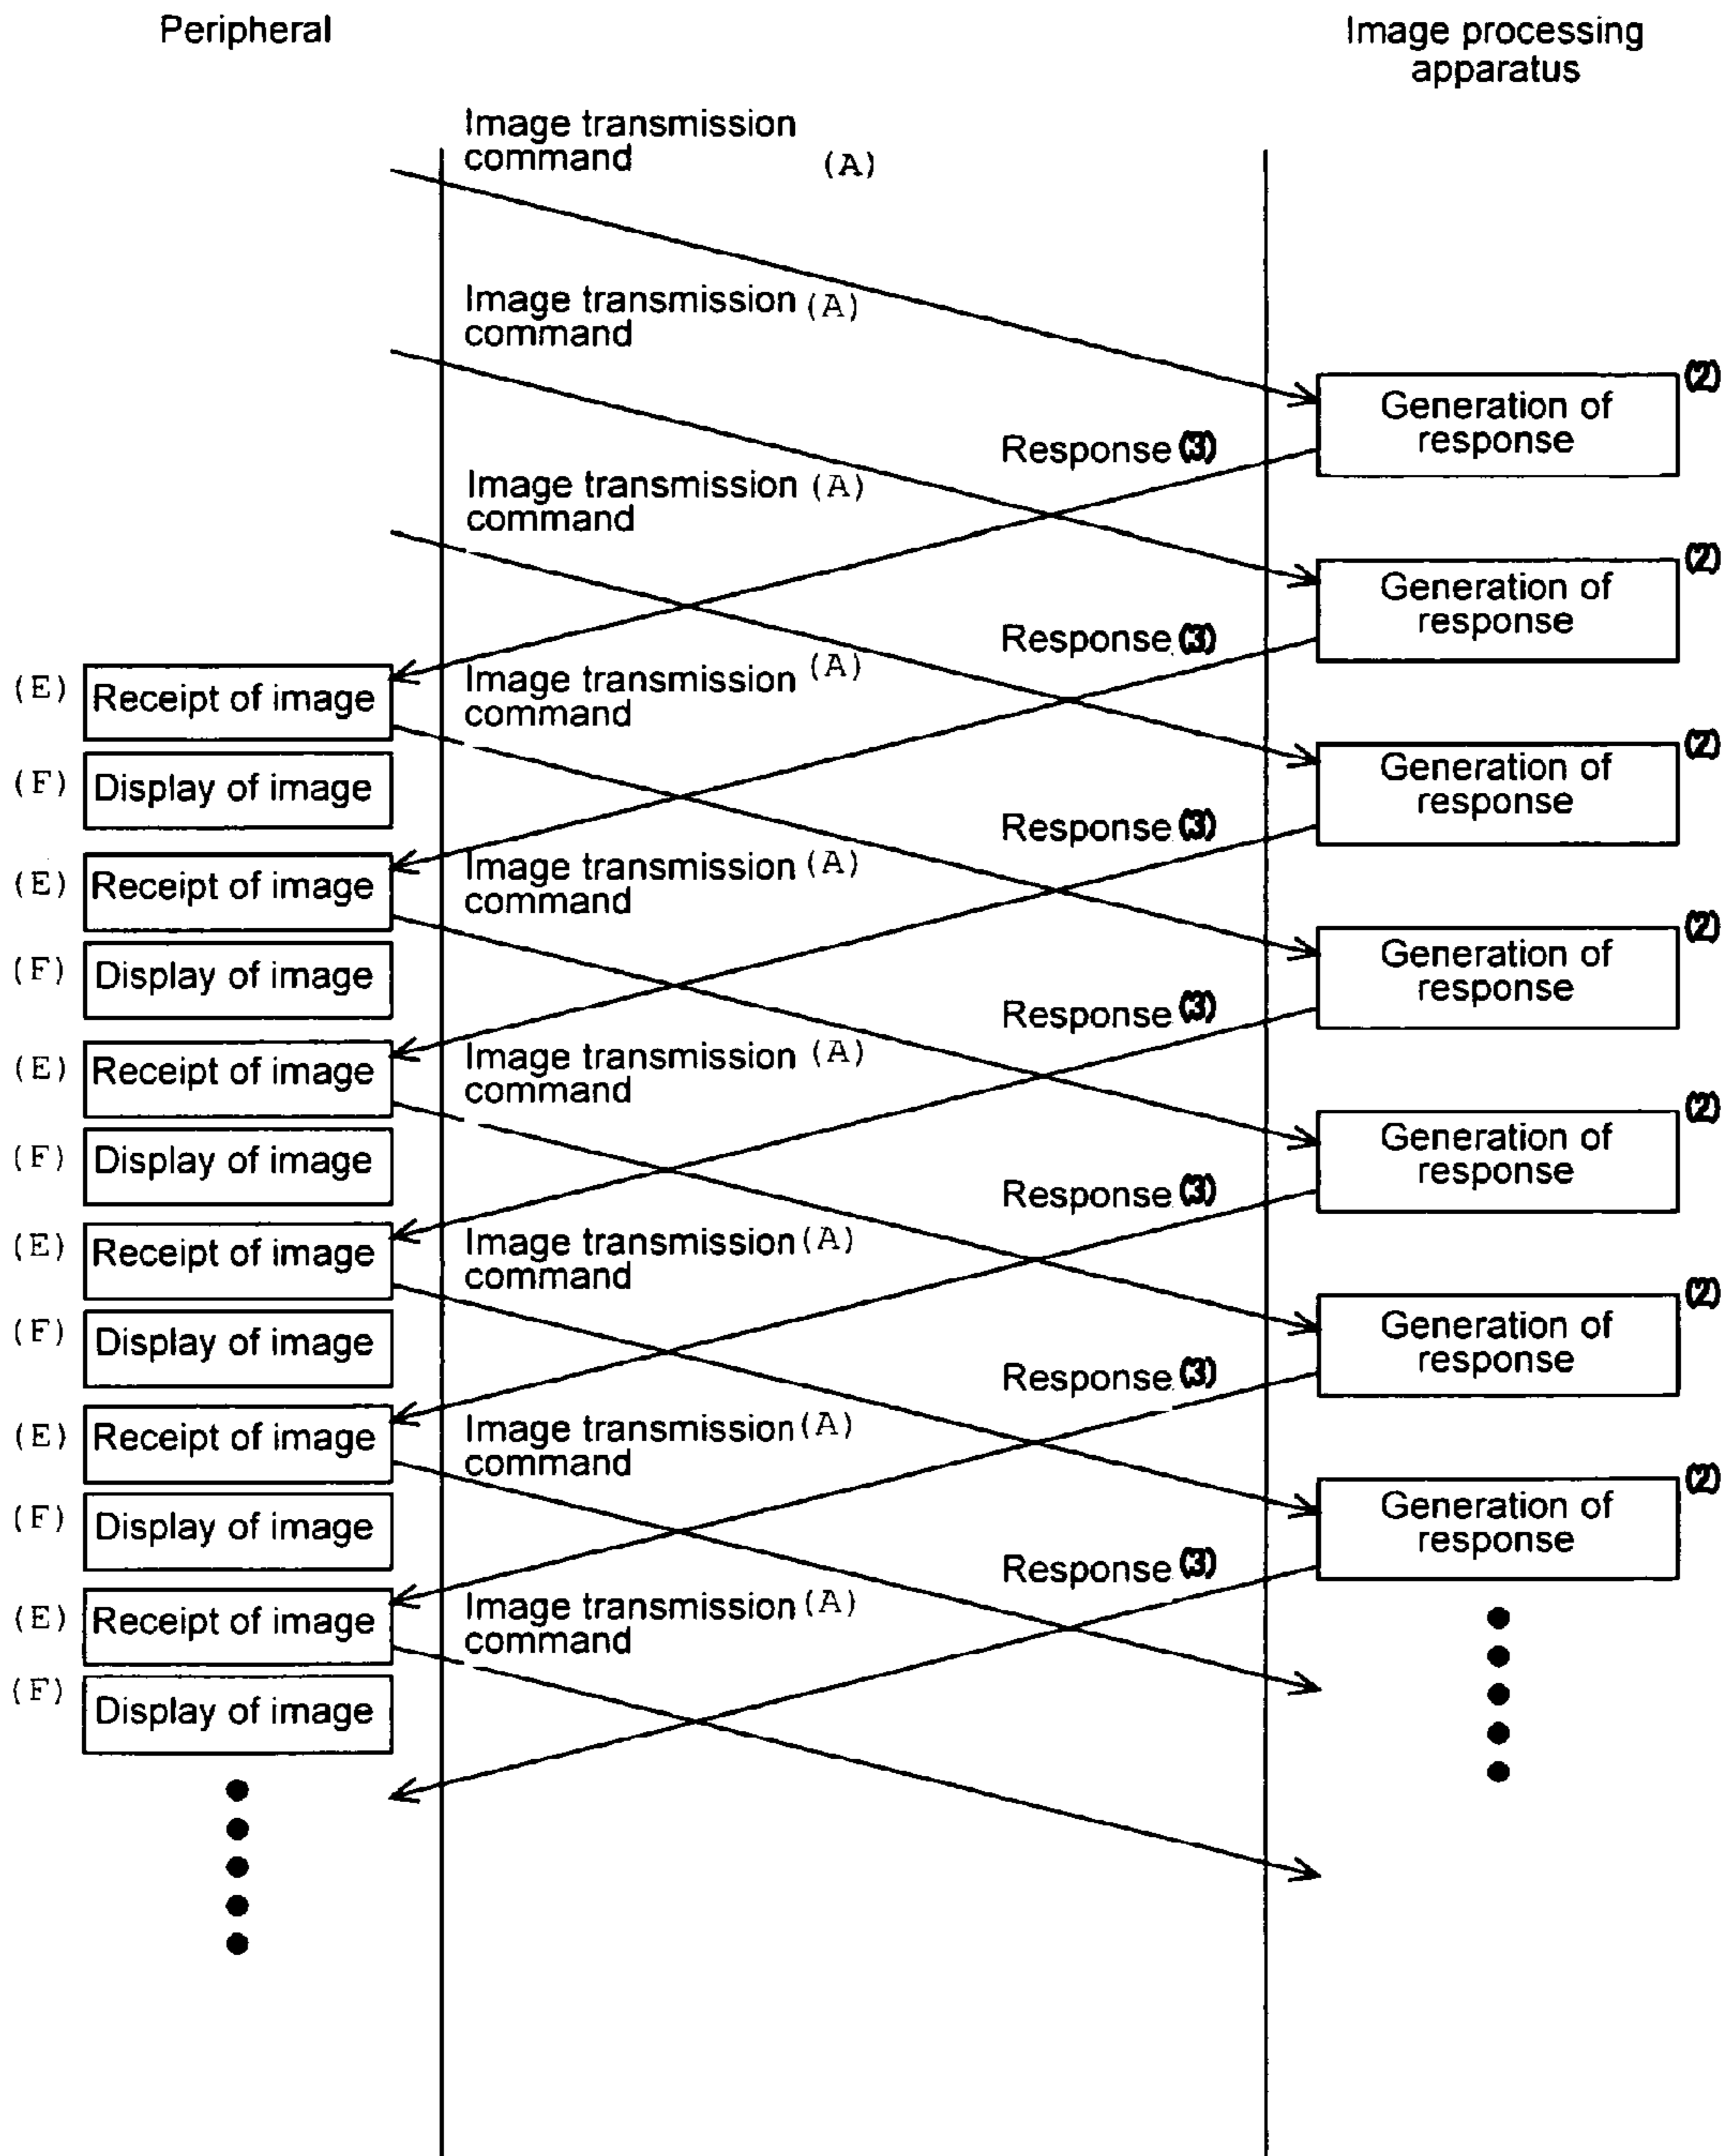 Peripheral
Image processing
apparatus
Image transmission
command (A)
Image transmission (A)
command
(2)
Generation of
response
Response (3)
Image transmission (A)
command
(2)
Generation of
response
Response (3)
Image transmission (A)
command
(E) Receipt of image
(2)
Generation of
response
(F) Display of image
Response (3)
Image transmission (A)
command
(E) Receipt of image
(2)
Generation of
response
(F) Display of image
Response (3)
Image transmission (A)
command
(E) Receipt of image
(2)
Generation of
response
(F) Display of image
Response (3)
Image transmission (A)
command
(E) Receipt of image
(2)
Generation of
response
(F) Display of image
Response (3)
Image transmission (A)
command
(E) Receipt of image
(2)
Generation of
response
(F) Display of image
Response (3)
Image transmission (A)
command
(E) Receipt of image
(F) Display of image